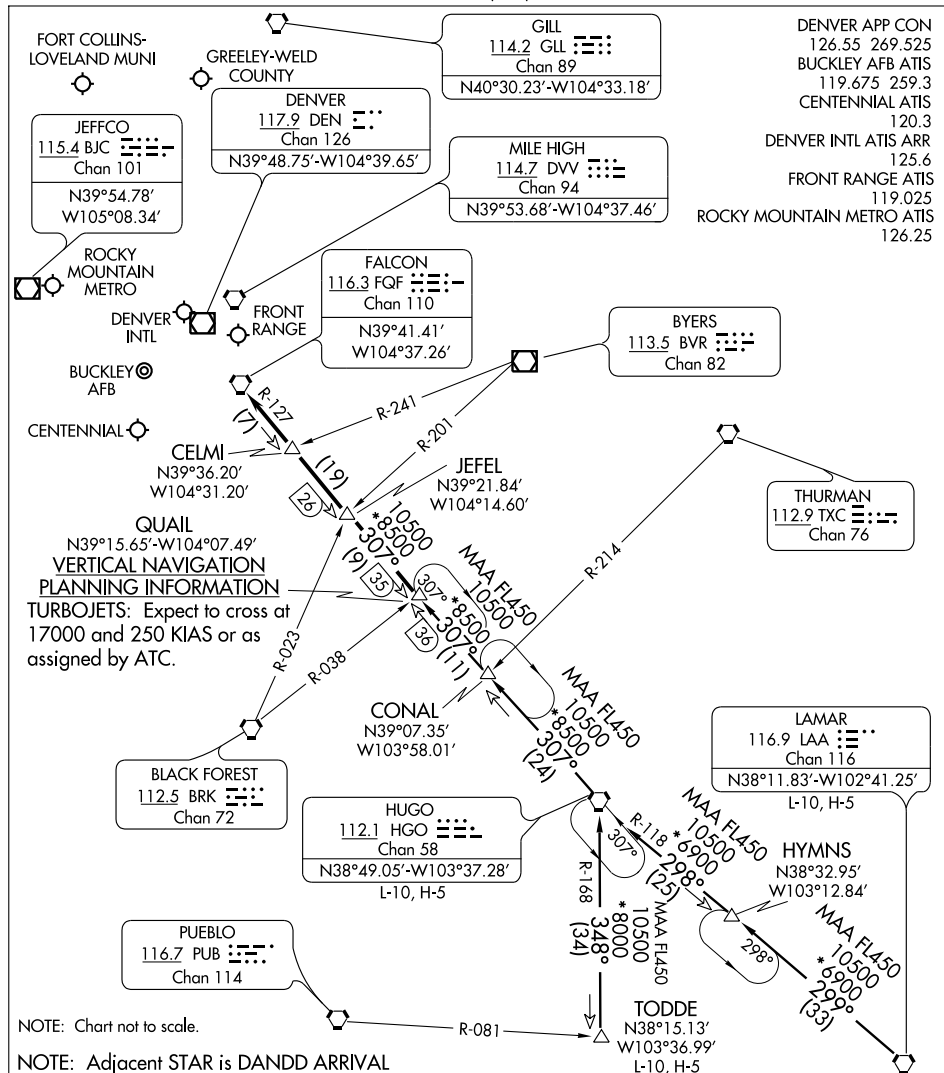 GILL
114.2 GLL
Chan 89
N40°30.23'-W104°33.18'
DENVER APP CON
126.55 269.525
BUCKLEY AFB ATIS
119.675 259.3
CENTENNIAL ATIS
120.3
DENVER INTL ATIS ARR
125.6
FRONT RANGE ATIS
119.025
ROCKY MOUNTAIN METRO ATIS
126.25
FORT COLLINS-
LOVELAND MUNI
GREELEY-WELD
COUNTY
DENVER
117.9 DEN
Chan 126
N39°48.75'-W104°39.65'
JEFFCO
115.4 BJC
Chan 101
N39°54.78'
W105°08.34'
MILE HIGH
114.7 DVV
Chan 94
N39°53.68'-W104°37.46'
ROCKY
MOUNTAIN
METRO
FALCON
116.3 FQF
Chan 110
N39°41.41'
W104°37.26'
DENVER
INTL
FRONT
RANGE
BYERS
113.5 BVR
Chan 82
BUCKLEY
AFB
CENTENNIAL
R-127
(7)
R-241
R-201
CELMI
N39°36.20'
W104°31.20'
(19)
26
JEFEL
N39°21.84'
W104°14.60'
THURMAN
112.9 TXC
Chan 76
R-214
QUAIL
N39°15.65'-W104°07.49'
VERTICAL NAVIGATION
PLANNING INFORMATION
TURBOJETS: Expect to cross at
17000 and 250 KIAS or as
assigned by ATC.
10500
*8500
307°
(9)
35
307°
36
MAA FL450
10500
*8500
307°
(11)
R-023
R-038
CONAL
N39°07.35'
W103°58.01'
MAA FL450
10500
*8500
307°
(24)
BLACK FOREST
112.5 BRK
Chan 72
LAMAR
116.9 LAA
Chan 116
N38°11.83'-W102°41.25'
L-10, H-5
HUGO
112.1 HGO
Chan 58
N38°49.05'-W103°37.28'
L-10, H-5
307°
R-118
MAA FL450
10500
*6900
298°
(25)
HYMNS
N38°32.95'
W103°12.84'
298°
R-168
MAA FL450
10500
*8000
348°
(34)
MAA FL450
10500
*6900
299°
(33)
PUEBLO
116.7 PUB
Chan 114
R-081
TODDE
N38°15.13'
W103°36.99'
L-10, H-5
NOTE: Chart not to scale.
NOTE: Adjacent STAR is DANDD ARRIVAL